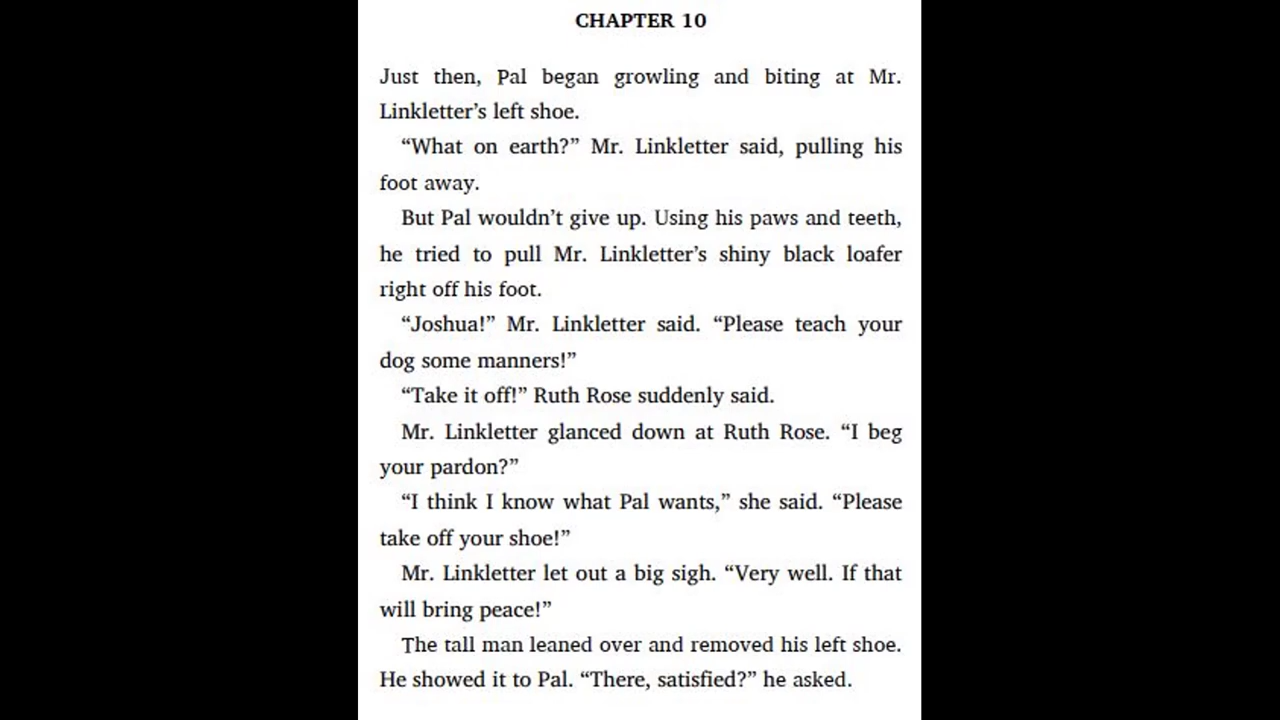 CHAPTER 10
Just then, Pal began growling and biting at Mr.
Linkletter’s left shoe.
“What on earth?” Mr. Linkletter said, pulling his
foot away.
But Pal wouldn’t give up. Using his paws and teeth,
he tried to pull Mr. Linkletter’s shiny black loafer
right off his foot.
“Joshua!” Mr. Linkletter said. “Please teach your
dog some manners!”
“Take it off!” Ruth Rose suddenly said.
Mr. Linkletter glanced down at Ruth Rose. “I beg
your pardon?”
“I think I know what Pal wants,” she said. “Please
take off your shoe!”
Mr. Linkletter let out a big sigh. “Very well. If that
will bring peace!”
The tall man leaned over and removed his left shoe.
He showed it to Pal. “There, satisfied?” he asked.